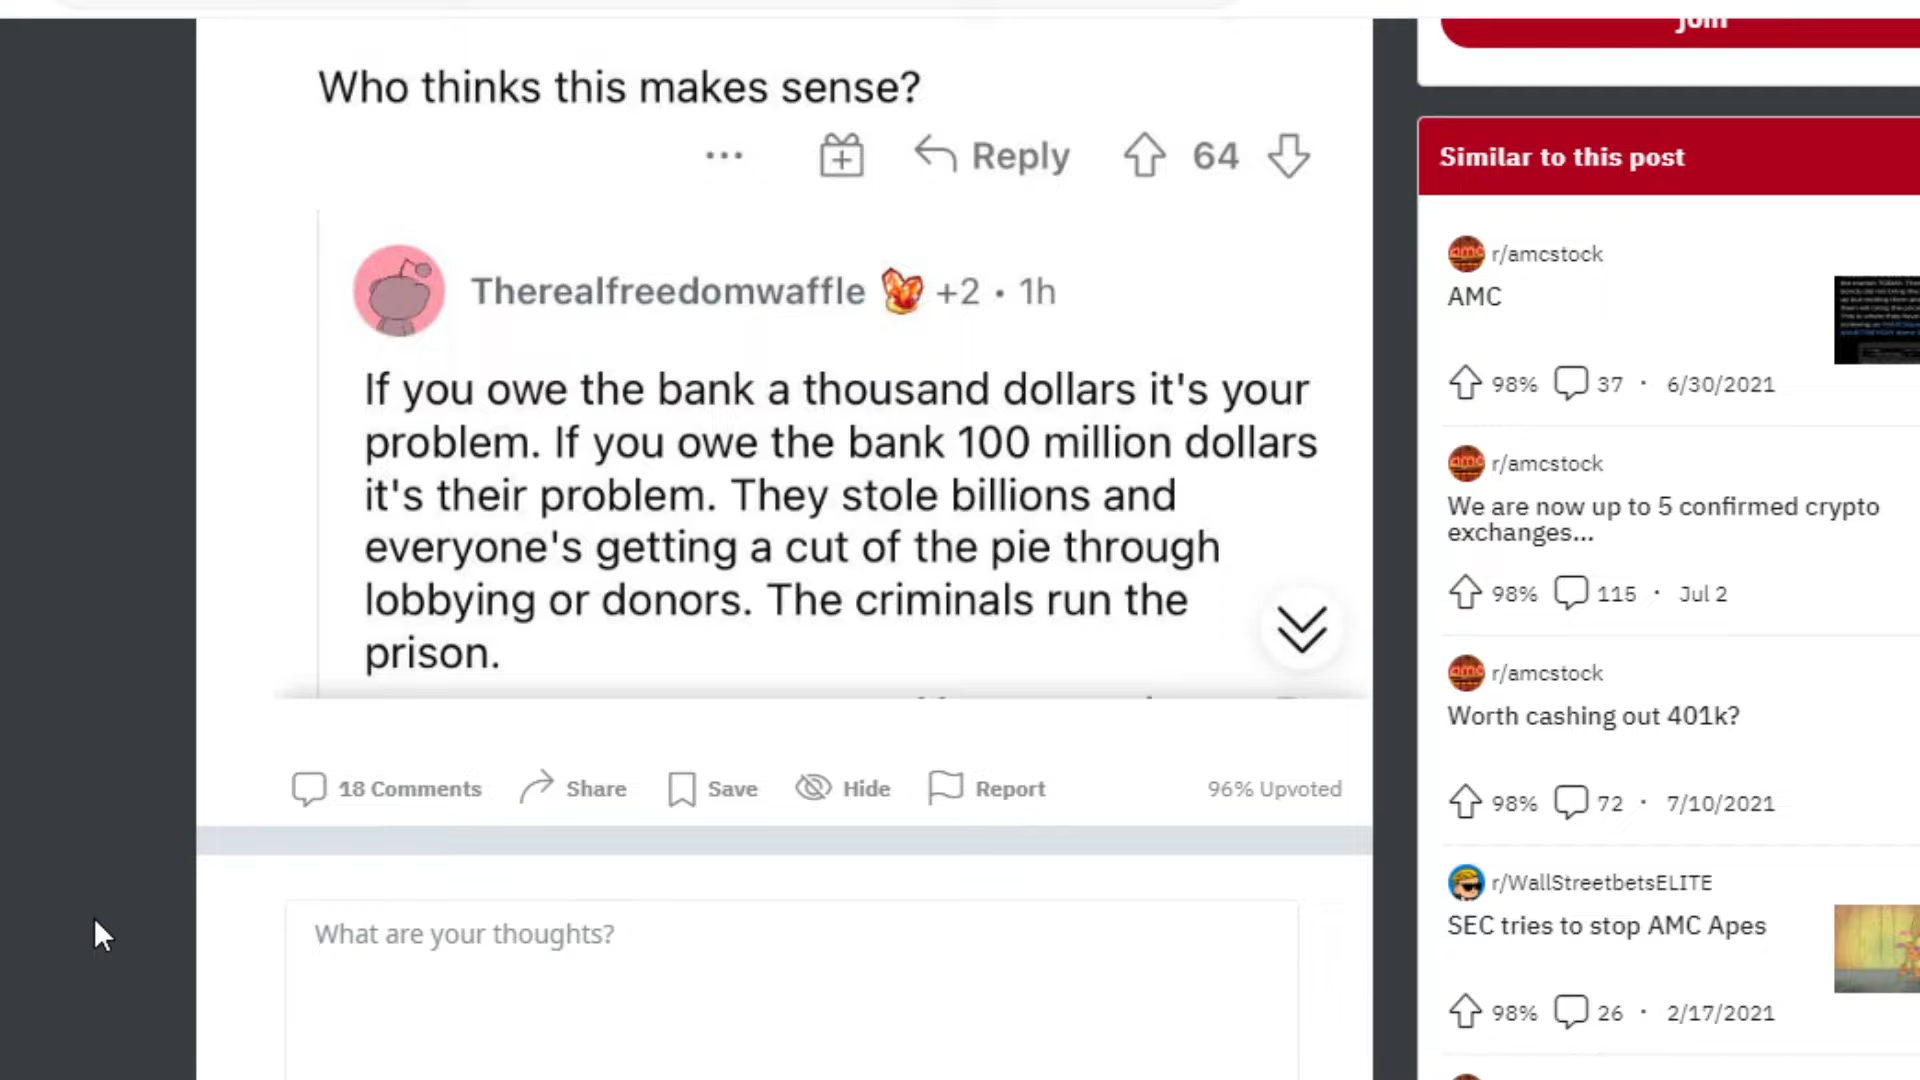 Join
Who thinks this makes sense?
Reply
64
Therealfreedomwaffle +2 • 1h
If you owe the bank a thousand dollars it's your
problem. If you owe the bank 100 million dollars
it's their problem. They stole billions and
everyone's getting a cut of the pie through
lobbying or donors. The criminals run the
prison.
18 Comments
Share
Save
Hide
Report
96% Upvoted
What are your thoughts?
Similar to this post
r/amcstock
AMC
98% 37 · 6/30/2021
r/amcstock
We are now up to 5 confirmed crypto
exchanges...
98% 115 · Jul 2
r/amcstock
Worth cashing out 401k?
98% 72 · 7/10/2021
r/WallStreetbetsELITE
SEC tries to stop AMC Apes
98% 26 · 2/17/2021